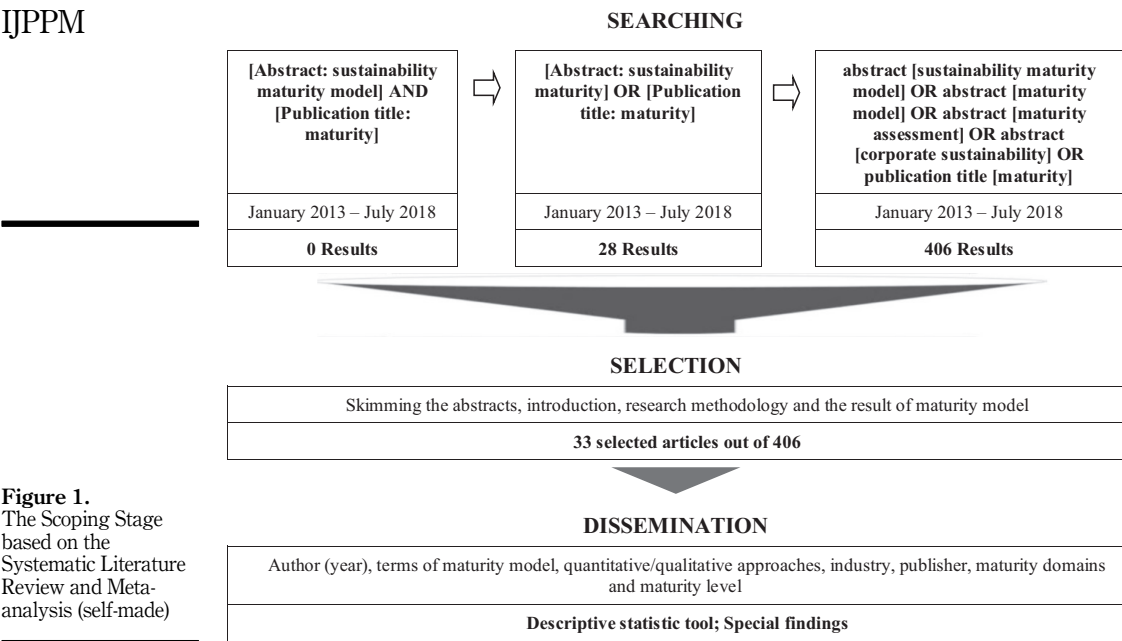 IJPPM
SEARCHING
[Abstract: sustainability
maturity model] AND
[Publication title:
maturity]
January 2013 – July 2018
0 Results
[Abstract: sustainability
maturity] OR [Publication
title: maturity]
January 2013 – July 2018
28 Results
abstract [sustainability maturity
model] OR abstract [maturity
model] OR abstract [maturity
assessment] OR abstract
[corporate sustainability] OR
publication title [maturity]
January 2013 – July 2018
406 Results
SELECTION
Skimming the abstracts, introduction, research methodology and the result of maturity model
33 selected articles out of 406
DISSEMINATION
Author (year), terms of maturity model, quantitative/qualitative approaches, industry, publisher, maturity domains
and maturity level
Descriptive statistic tool; Special findings
Figure 1.
The Scoping Stage
based on the
Systematic Literature
Review and Meta-
analysis (self-made)